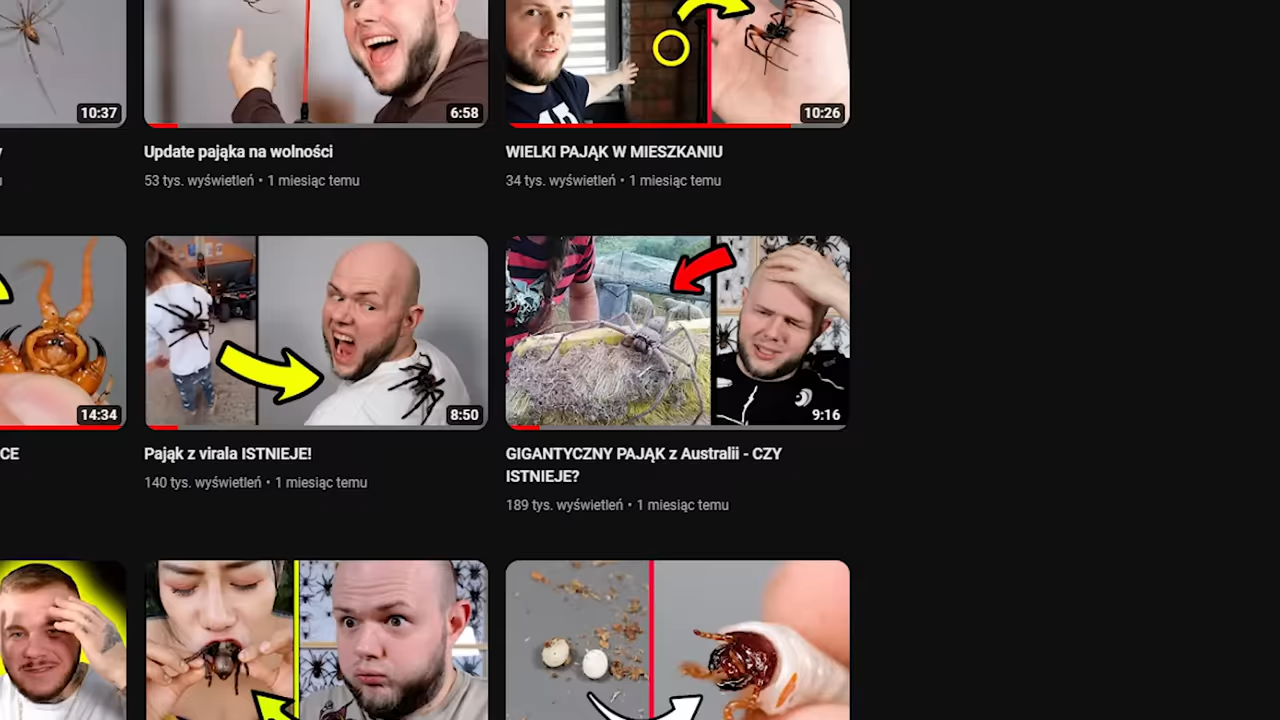 10:37
6:58
10:26
Update pająka na wolności
WIELKI PAJĄK W MIESZKANIU
53 tys. wyświetleń • 1 miesiąc temu
34 tys. wyświetleń • 1 miesiąc temu
14:34
8:50
9:16
CE
Pająk z virala ISTNIEJE!
GIGANTYCZNY PAJĄK z Australii - CZY
ISTNIEJE?
140 tys. wyświetleń • 1 miesiąc temu
189 tys. wyświetleń • 1 miesiąc temu